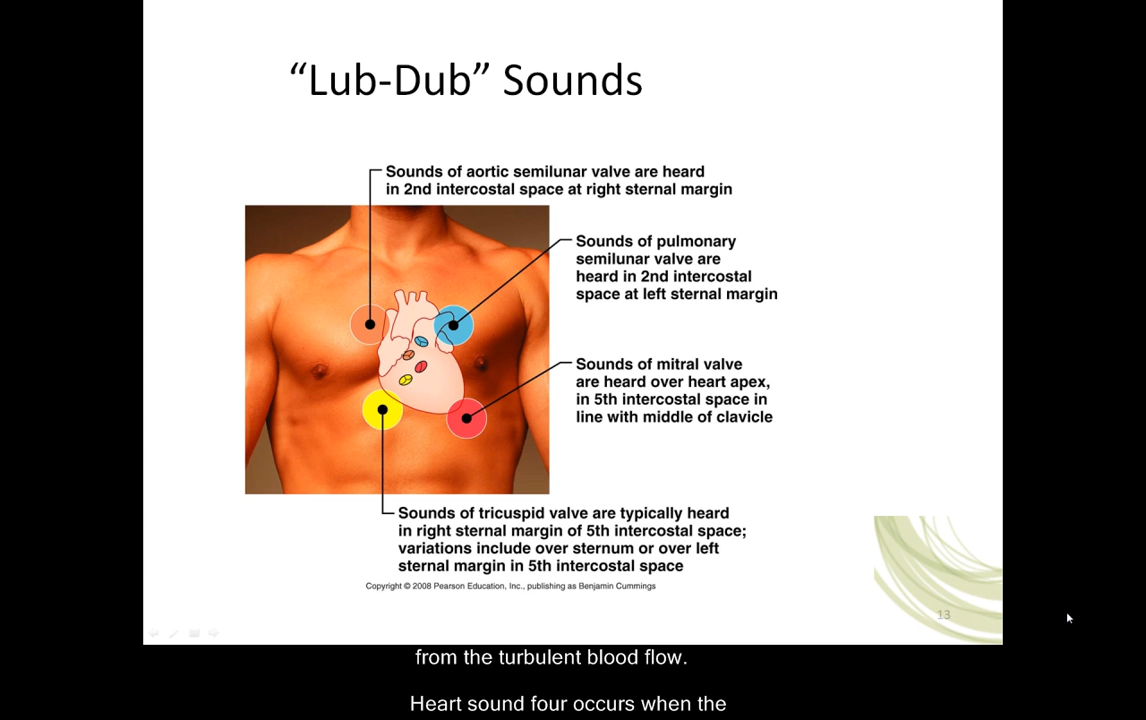 “Lub-Dub” Sounds
Sounds of aortic semilunar valve are heard
in 2nd intercostal space at right sternal margin
Sounds of pulmonary
semilunar valve are
heard in 2nd intercostal
space at left sternal margin
Sounds of mitral valve
are heard over heart apex,
in 5th intercostal space in
line with middle of clavicle
Sounds of tricuspid valve are typically heard
in right sternal margin of 5th intercostal space;
variations include over sternum or over left
sternal margin in 5th intercostal space
Copyright © 2008 Pearson Education, Inc., publishing as Benjamin Cummings
13
from the turbulent blood flow.
Heart sound four occurs when the